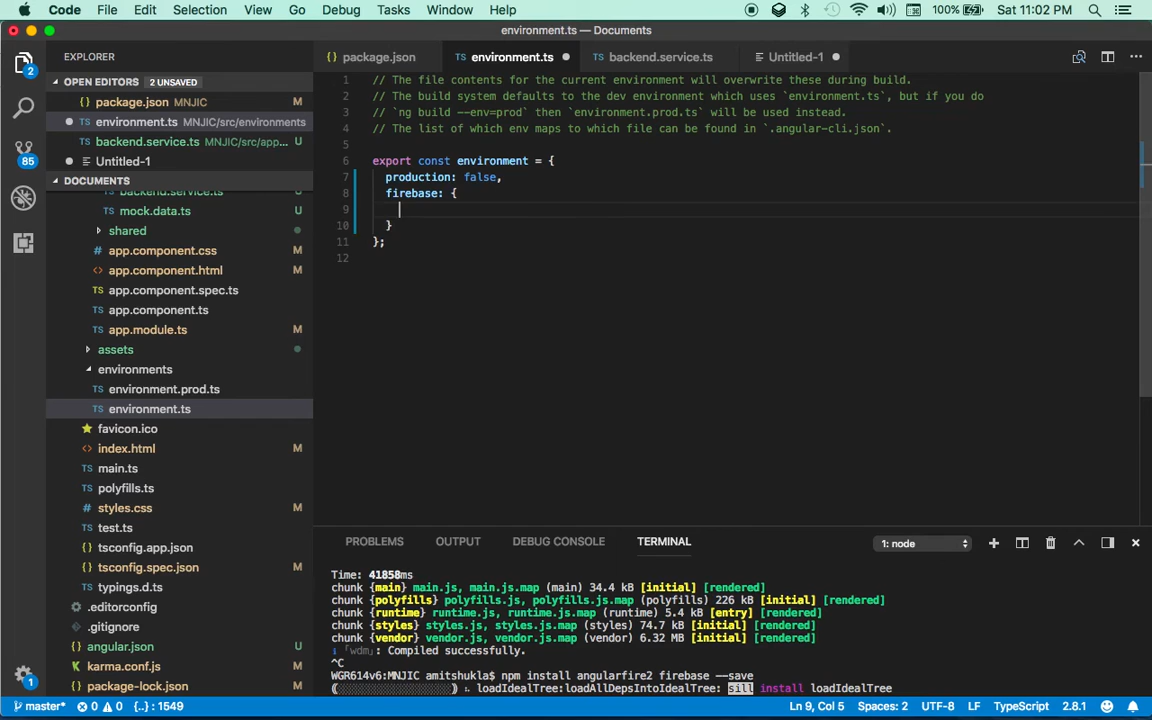 Code File Edit Selection View Go Debug Tasks Window Help 100% Sat 11:02 PM
environment.ts — Documents
EXPLORER
package.json environment.ts backend.service.ts Untitled-1
OPEN EDITORS 2 UNSAVED
package.json MNJIC M
environment.ts MNJIC/src/environments
backend.service.ts MNJIC/src/app... U
Untitled-1
DOCUMENTS
backend.service.ts U
mock.data.ts U
shared
app.component.css M
app.component.html M
app.component.spec.ts
app.component.ts
app.module.ts M
assets
environments
environment.prod.ts
environment.ts
favicon.ico
index.html M
main.ts
polyfills.ts
styles.css M
test.ts
tsconfig.app.json
tsconfig.spec.json M
typings.d.ts
.editorconfig
.gitignore
angular.json U
karma.conf.js M
package-lock.json M
2
85
1
1 // The file contents for the current environment will overwrite these during build.
2 // The build system defaults to the dev environment which uses `environment.ts`, but if you do
3 // `ng build --env=prod` then `environment.prod.ts` will be used instead.
4 // The list of which env maps to which file can be found in `.angular-cli.json`.
5
6 export const environment = {
7 production: false,
8 firebase: {
9
10 }
11 };
12
PROBLEMS OUTPUT DEBUG CONSOLE TERMINAL 1: node
Time: 41858ms
chunk {main} main.js, main.js.map (main) 34.4 kB [initial] [rendered]
chunk {polyfills} polyfills.js, polyfills.js.map (polyfills) 226 kB [initial] [rendered]
chunk {runtime} runtime.js, runtime.js.map (runtime) 5.4 kB [entry] [rendered]
chunk {styles} styles.js, styles.js.map (styles) 74.7 kB [initial] [rendered]
chunk {vendor} vendor.js, vendor.js.map (vendor) 6.32 MB [initial] [rendered]
ℹ ｢wdm｣: Compiled successfully.
^C
WGR614v6:MNJIC amitshukla$ npm install angularfire2 firebase --save
(░░░░░░░░░░░░░░░░░░) ⠦ loadIdealTree:loadAllDepsIntoIdealTree: sill install loadIdealTree
master* 0 0 {..} : 1549 Ln 9, Col 5 Spaces: 2 UTF-8 LF TypeScript 2.8.1